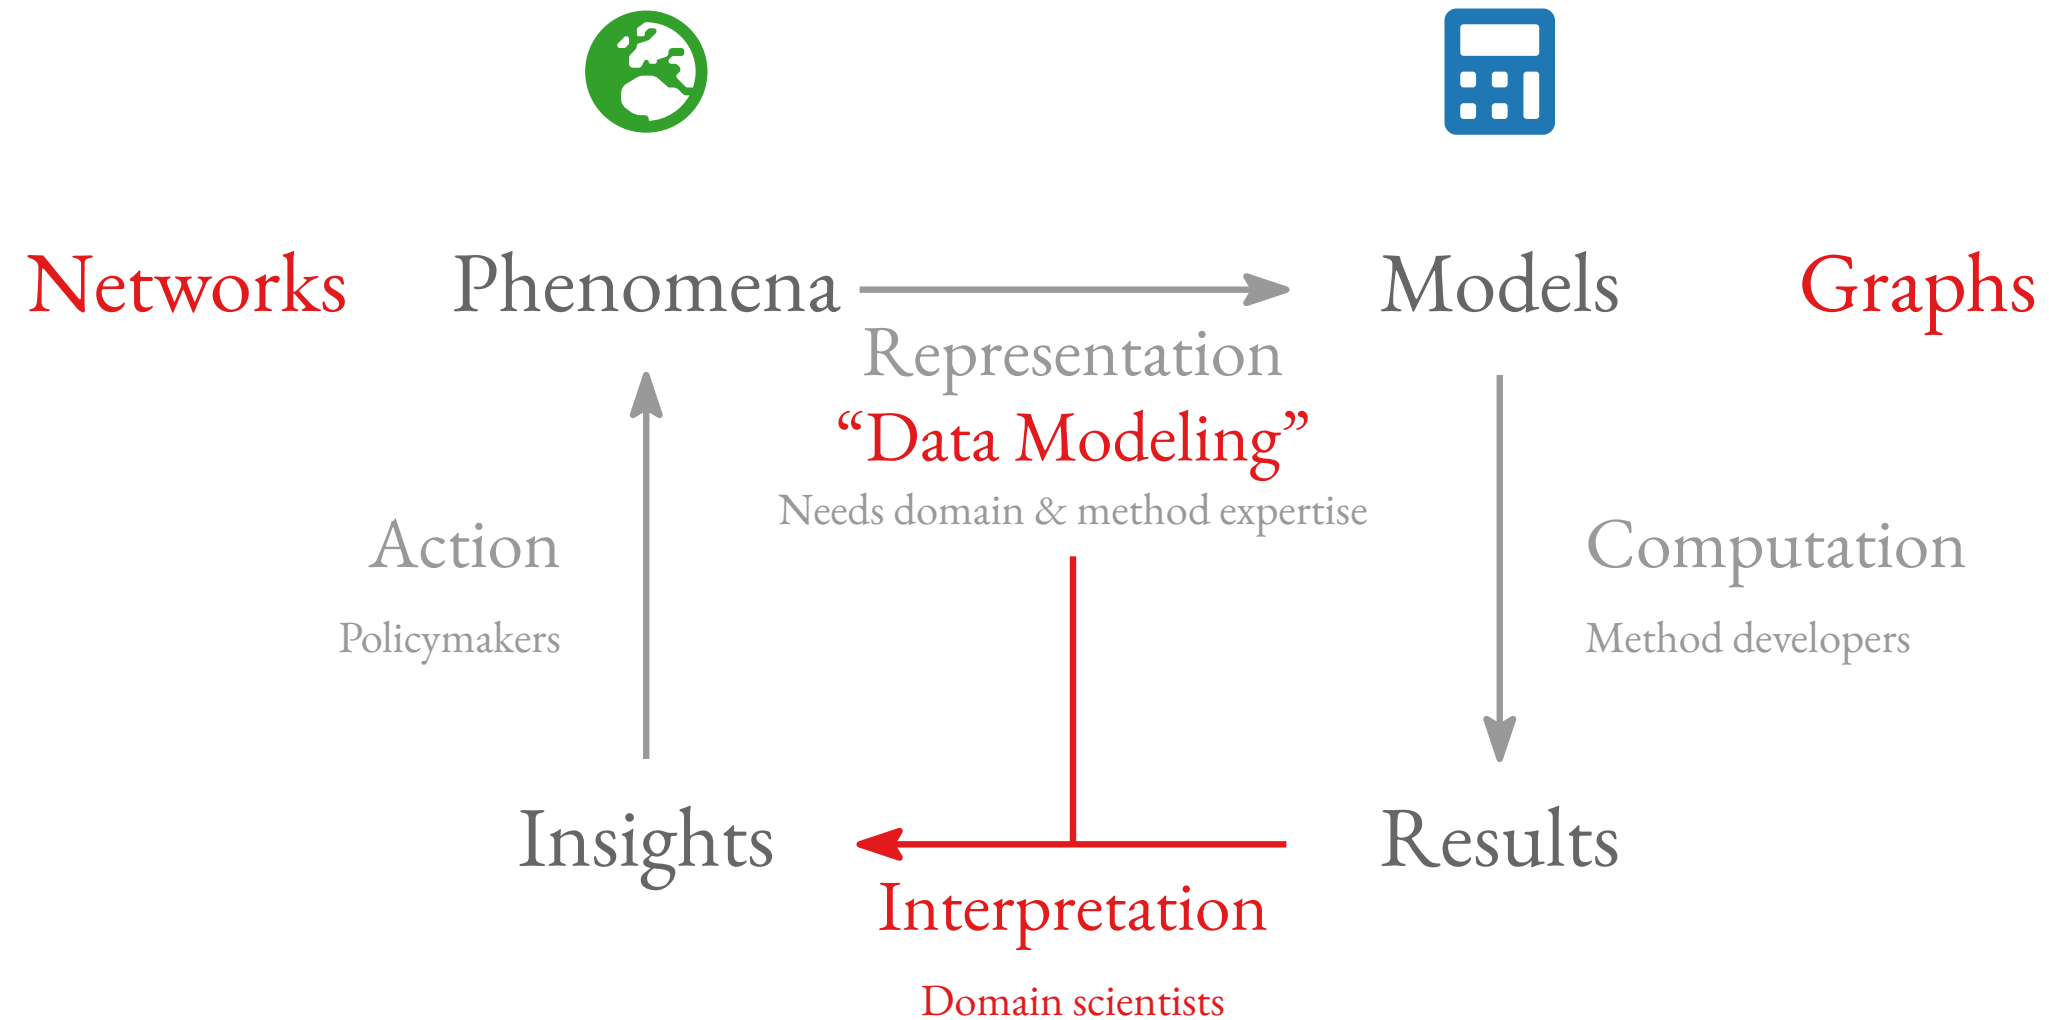 Networks
Phenomena
Models
Graphs
Representation
“Data Modeling”
Needs domain & method expertise
Action
Policymakers
Computation
Method developers
Insights
Results
Interpretation
Domain scientists